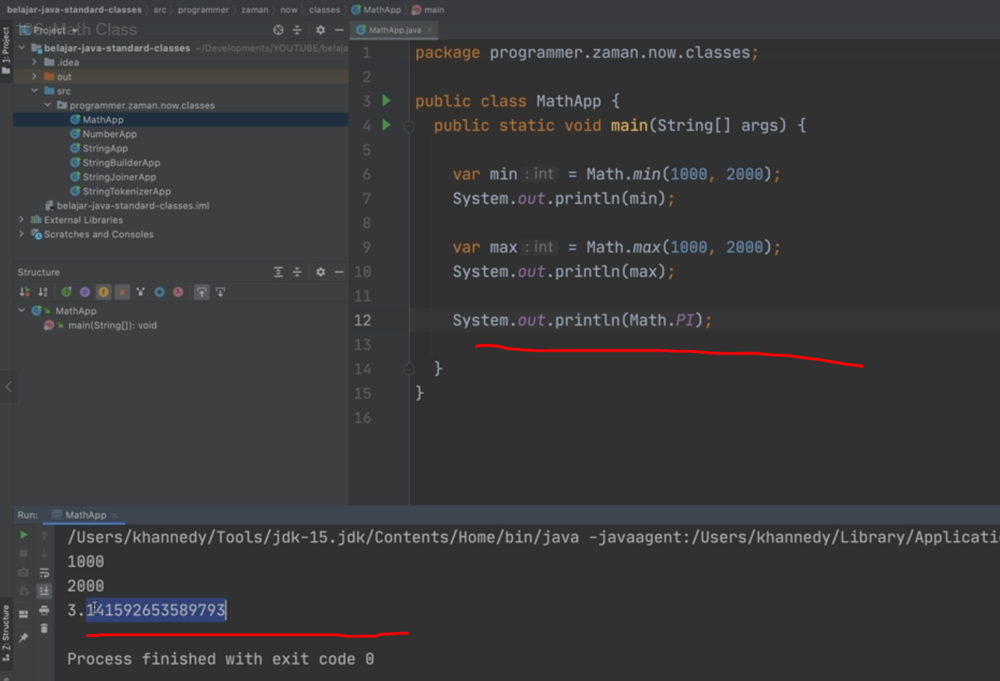 belajar-java-standard-classes src programmer zaman now classes MathApp main
106 Math Class
1: Project
Project
MathApp.java
belajar-java-standard-classes ~/Developments/YOUTUBE/belaja
.idea
out
src
programmer.zaman.now.classes
MathApp
NumberApp
StringApp
StringBuilderApp
StringJoinerApp
StringTokenizerApp
belajar-java-standard-classes.iml
External Libraries
Scratches and Consoles
Structure
MathApp
main(String[]): void
1 package programmer.zaman.now.classes;
2
3 public class MathApp {
4 public static void main(String[] args) {
5
6 var min : int = Math.min(1000, 2000);
7 System.out.println(min);
8
9 var max : int = Math.max(1000, 2000);
10 System.out.println(max);
11
12 System.out.println(Math.PI);
13
14 }
15 }
16
Run: MathApp
/Users/khannedy/Tools/jdk-15.jdk/Contents/Home/bin/java -javaagent:/Users/khannedy/Library/Applicati
1000
2000
3.141592653589793
Process finished with exit code 0
Z: Structure